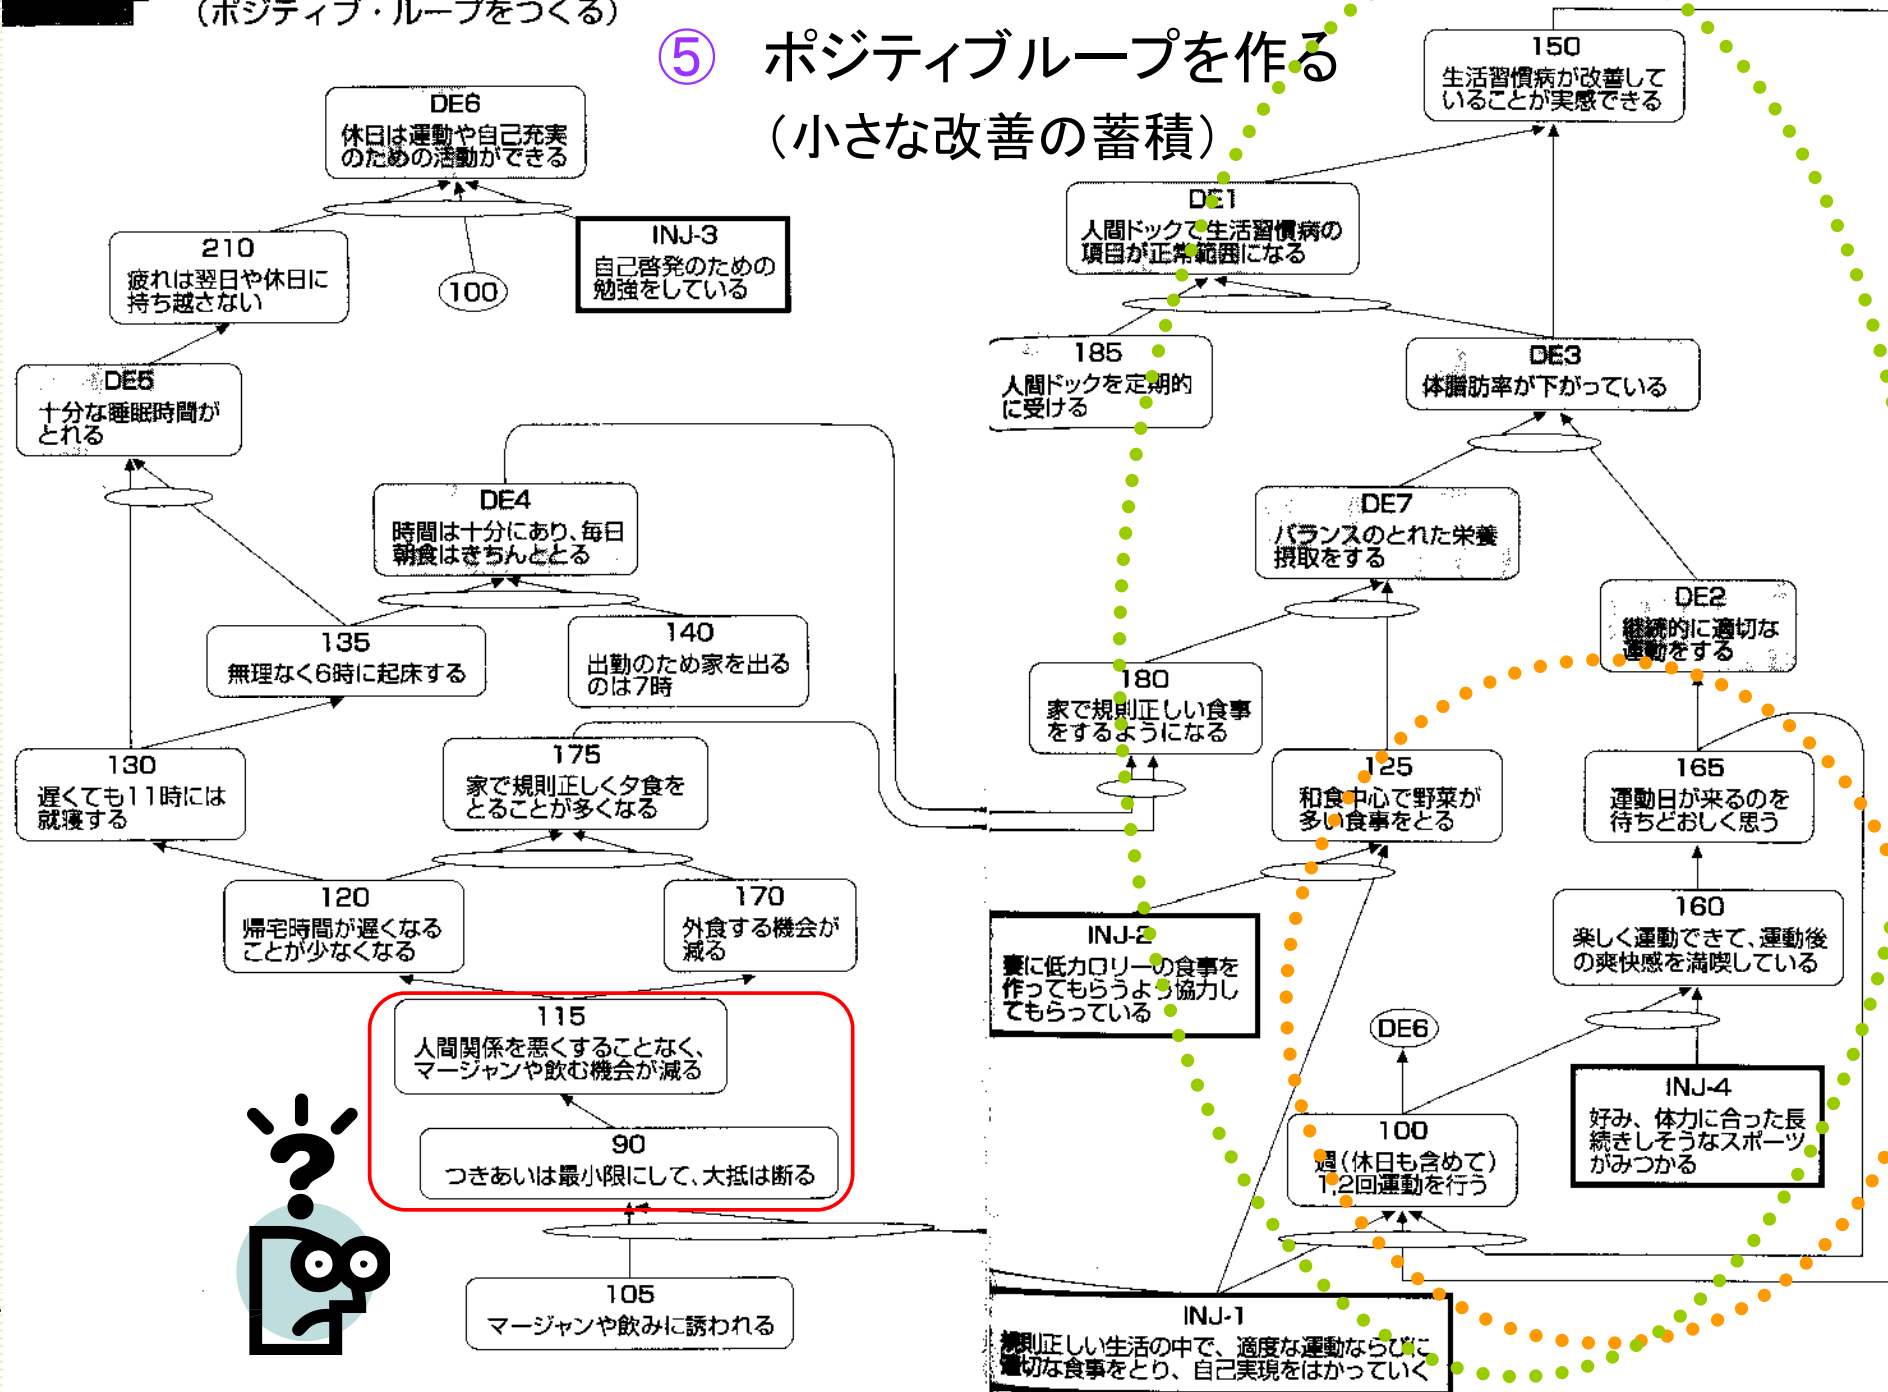 (ポジティブ・ループをつくる)
⑤ ポジティブループを作る
(小さな改善の蓄積)
DE6
休日は運動や自己充実
のための活動ができる
210
疲れは翌日や休日に
持ち越さない
100
INJ-3
自己啓発のための
勉強をしている
DE5
十分な睡眠時間が
とれる
DE4
時間は十分にあり、毎日
朝食はきちんととる
135
無理なく6時に起床する
140
出勤のため家を出る
のは7時
130
遅くても11時には
就寝する
175
家で規則正しく夕食を
とることが多くなる
120
帰宅時間が遅くなる
ことが少なくなる
170
外食する機会が
減る
115
人間関係を悪くすることなく、
マージャンや飲む機会が減る
90
つきあいは最小限にして、大抵は断る
105
マージャンや飲みに誘われる
150
生活習慣病が改善して
いることが実感できる
DE1
人間ドックで生活習慣病の
項目が正常範囲になる
185
人間ドックを定期的
に受ける
DE3
体脂肪率が下がっている
DE7
バランスのとれた栄養
摂取をする
DE2
継続的に適切な
運動をする
180
家で規則正しい食事
をするようになる
125
和食中心で野菜が
多い食事をとる
165
運動日が来るのを
待ちどおしく思う
160
楽しく運動できて、運動後
の爽快感を満喫している
INJ-2
妻に低カロリーの食事を
作ってもらうよう協力し
てもらっている
DE6
INJ-4
好み、体力に合った長
続きしそうなスポーツ
がみつかる
100
週(休日も含めて)
1,2回運動を行う
INJ-1
規則正しい生活の中で、適度な運動ならびに
適切な食事をとり、自己実現をはかっていく